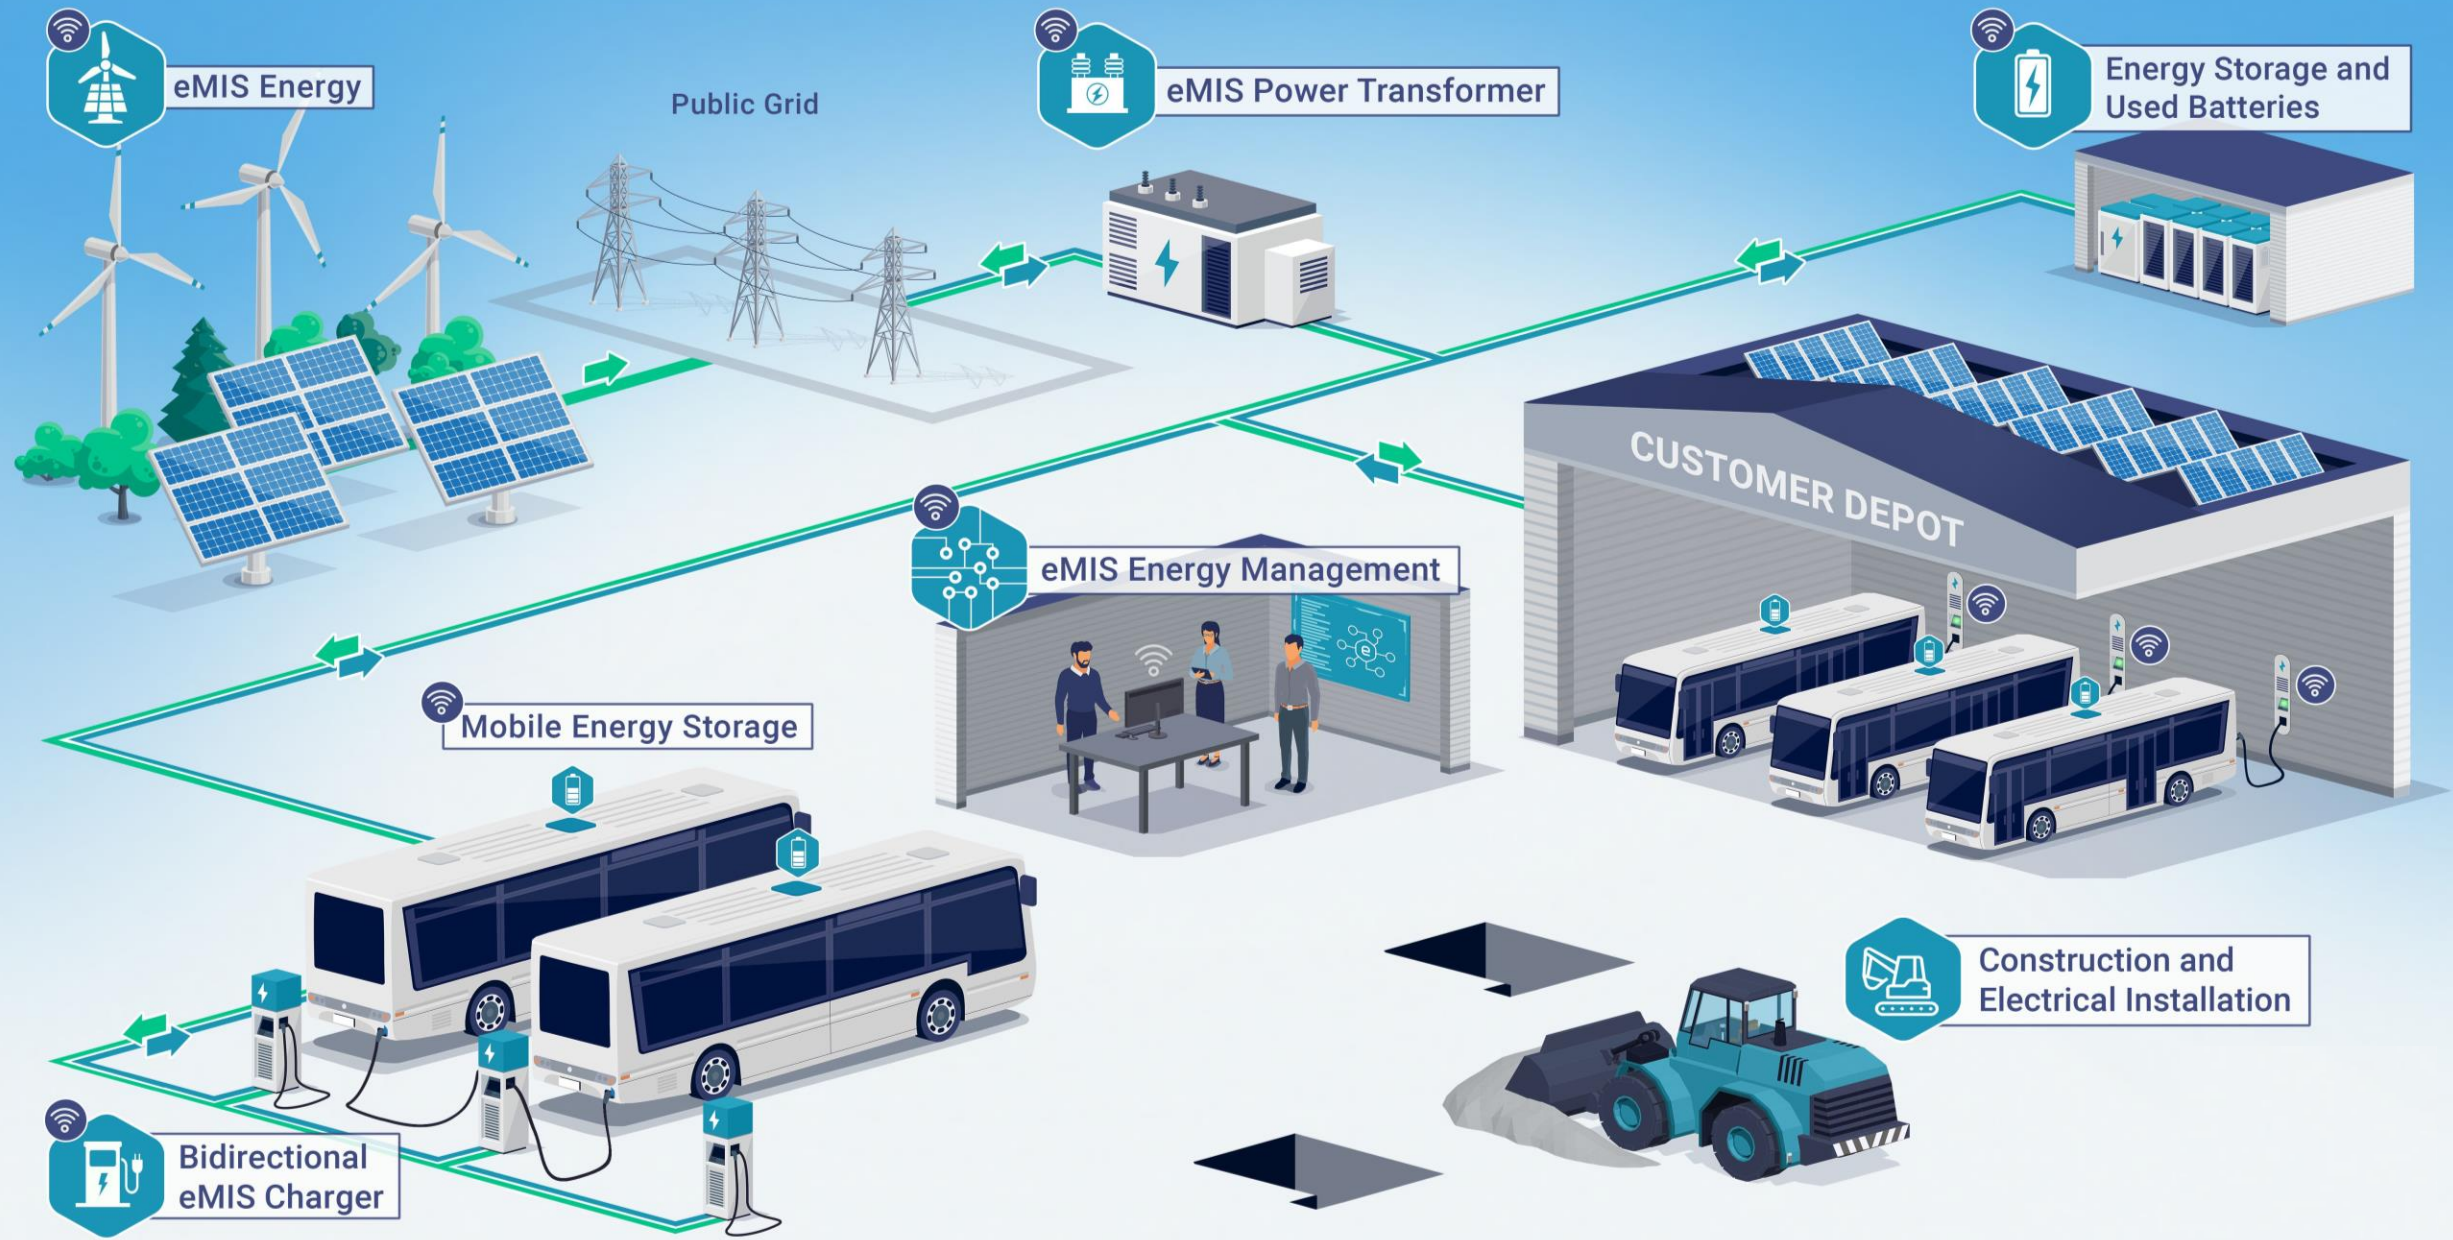 eMIS Energy
Public Grid
eMIS Power Transformer
Energy Storage and
Used Batteries
CUSTOMER DEPOT
eMIS Energy Management
e
Mobile Energy Storage
Construction and
Electrical Installation
Bidirectional
eMIS Charger